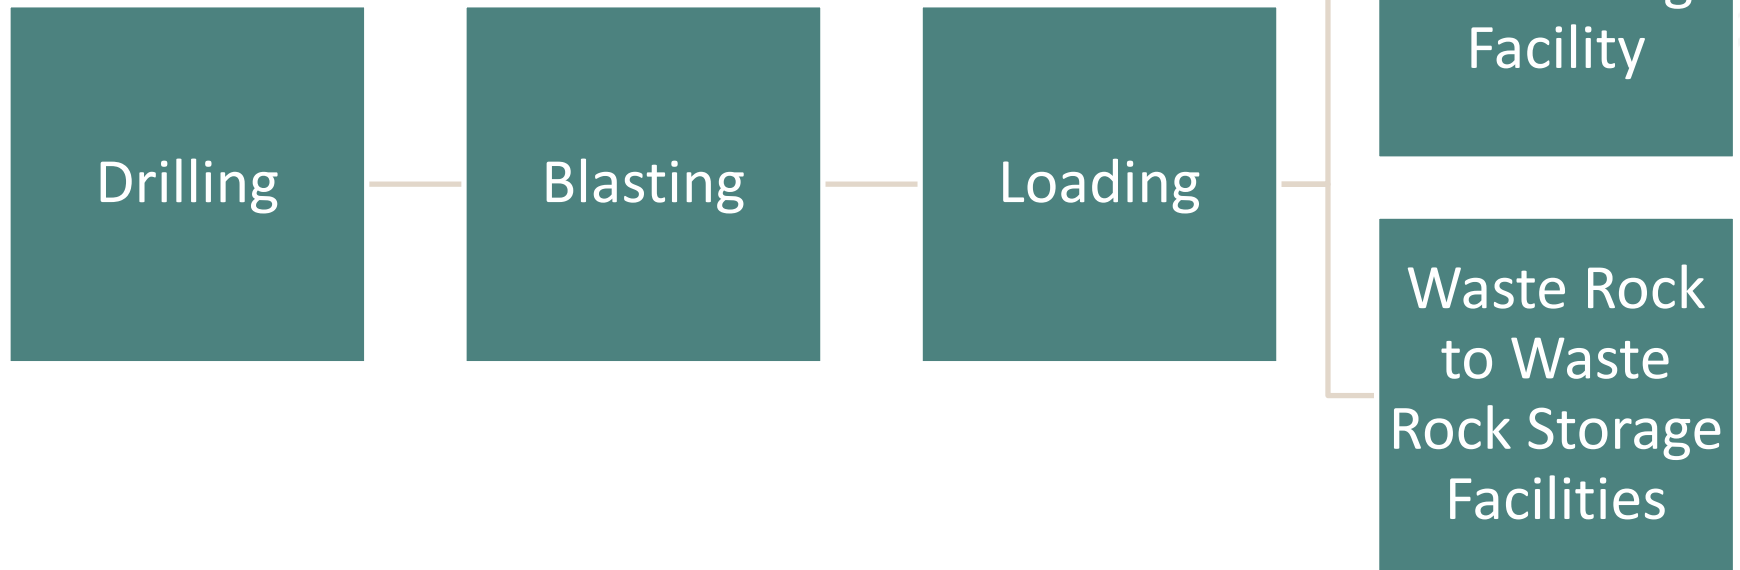 Facility
Drilling
Blasting
Loading
Waste Rock
to Waste
Rock Storage
Facilities